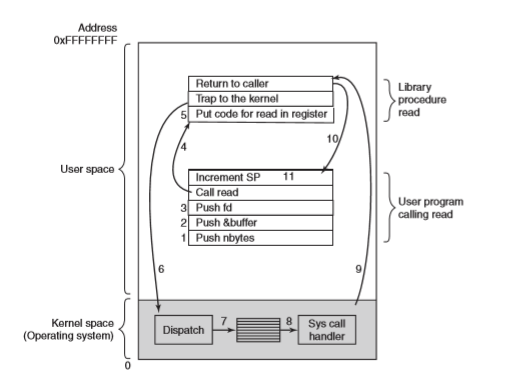 Address
0xFFFFFFFF
Return to caller
Trap to the kernel
5 Put code for read in register
Library
procedure
read
4
10
User space
Increment SP 11
Call read
3 Push fd
2 Push &buffer
1 Push nbytes
User program
calling read
6
9
Kernel space
(Operating system)
Dispatch
7
8
Sys call
handler
0